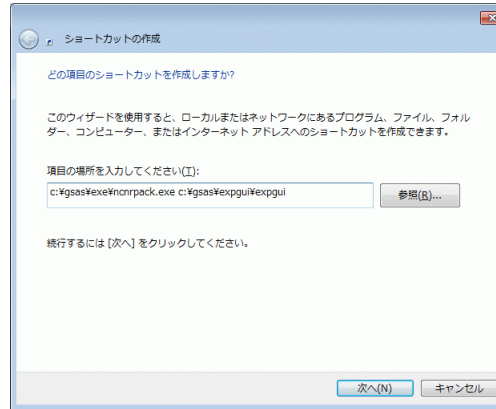 ショートカットの作成
どの項目のショートカットを作成しますか?
このウィザードを使用すると、ローカルまたはネットワークにあるプログラム、ファイル、フォル
ダー、コンピューター、またはインターネット アドレスへのショートカットを作成できます。
項目の場所を入力してください(T):
c:¥gsas¥exe¥ncnrpack.exe c:¥gsas¥expgui¥expgui
参照(R)...
続行するには [次へ] をクリックしてください。
次へ(N)
キャンセル